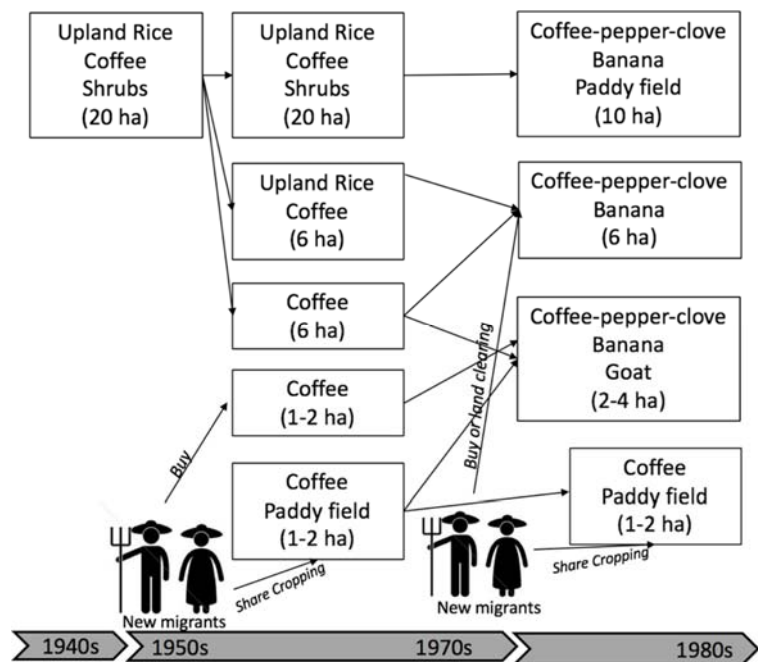 Upland Rice
Coffee
Shrubs
(20 ha)
Upland Rice
Coffee
Shrubs
(20 ha)
Coffee-pepper-clove
Banana
Paddy field
(10 ha)
Upland Rice
Coffee
(6 ha)
Coffee-pepper-clove
Banana
(6 ha)
Coffee
(6 ha)
Coffee-pepper-clove
Banana
Goat
(2-4 ha)
Buy or land clearing
Coffee
(1-2 ha)
Buy
Coffee
Paddy field
(1-2 ha)
Coffee
Paddy field
(1-2 ha)
Share Cropping
New migrants
Share Cropping
New migrants
1940s
1950s
1970s
1980s